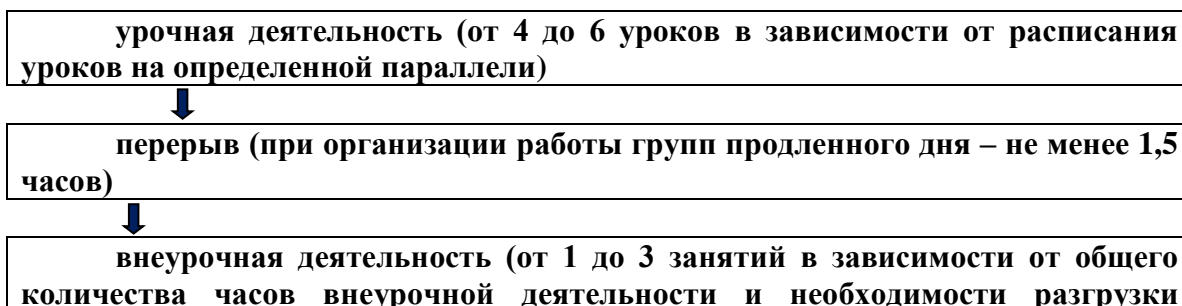 урочная деятельность (от 4 до 6 уроков в зависимости от расписания
уроков на определенной параллели)
перерыв (при организации работы групп продленного дня – не менее 1,5
часов)
внеурочная деятельность (от 1 до 3 занятий в зависимости от общего
количества часов внеурочной деятельности и необходимости разгрузки